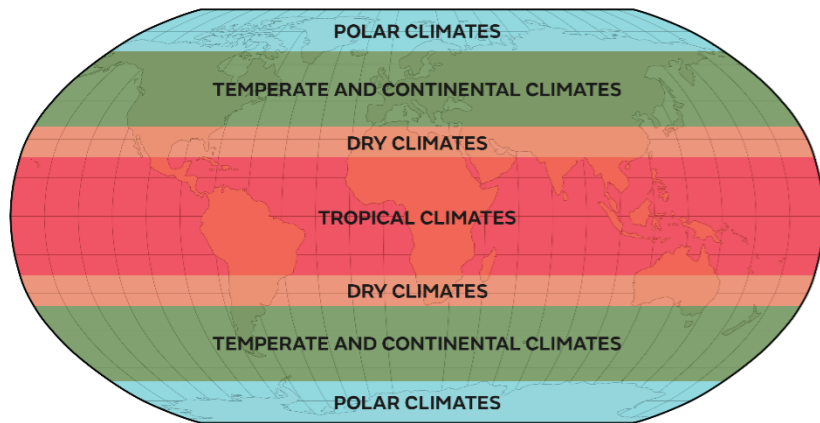 POLAR CLIMATES
TEMPERATE AND CONTINENTAL CLIMATES
DRY CLIMATES
TROPICAL CLIMATES
DRY CLIMATES
TEMPERATE AND CONTINENTAL CLIMATES
POLAR CLIMATES